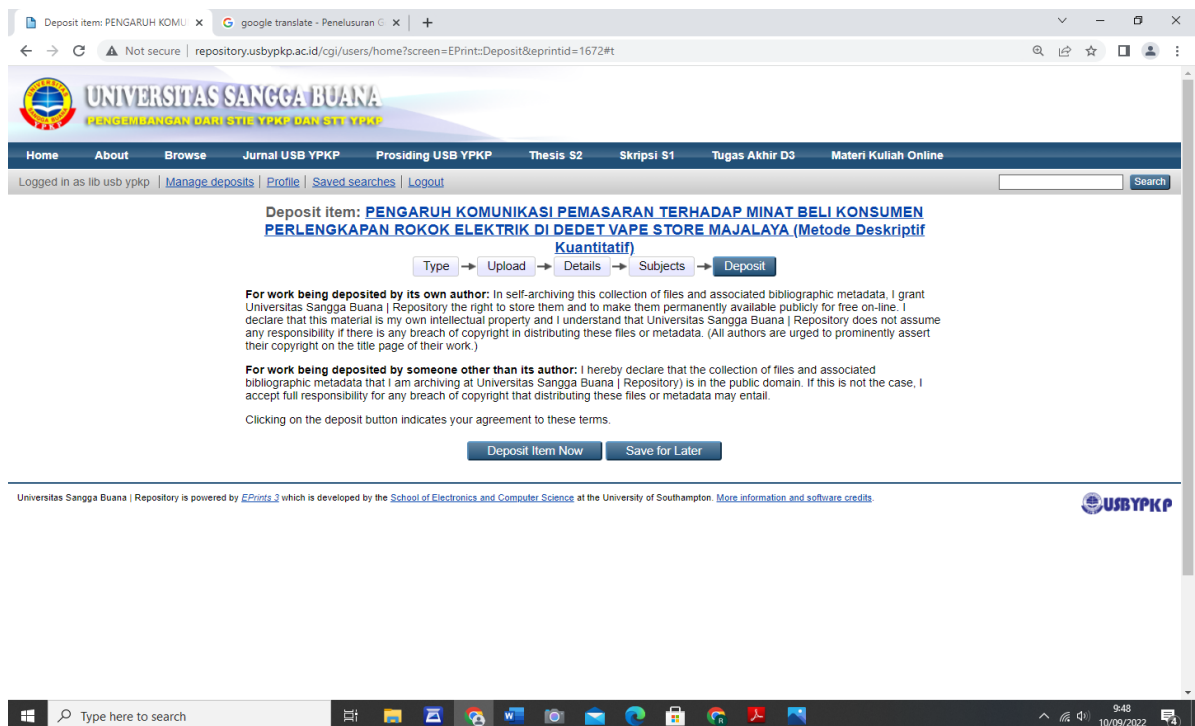 Deposit item: PENGARUH KOMU
google translate - Penelusuran G
Not secure
repository.usbypkp.ac.id/cgi/users/home?screen=EPrint::Deposit&eprintid=1672#t
UNIVERSITAS SANGGA BUANA
PENGEMBANGAN DARI STIE YPKP DAN STT YPKP
Home About Browse Jurnal USB YPKP Prosiding USB YPKP Thesis S2 Skripsi S1 Tugas Akhir D3 Materi Kuliah Online
Logged in as lib usb ypkp | Manage deposits | Profile | Saved searches | Logout
Search
Deposit item: PENGARUH KOMUNIKASI PEMASARAN TERHADAP MINAT BELI KONSUMEN
PERLENGKAPAN ROKOK ELEKTRIK DI DEDET VAPE STORE MAJALAYA (Metode Deskriptif
Kuantitatif)
Type Upload Details Subjects Deposit
For work being deposited by its own author: In self-archiving this collection of files and associated bibliographic metadata, I grant
Universitas Sangga Buana | Repository the right to store them and to make them permanently available publicly for free on-line. I
declare that this material is my own intellectual property and I understand that Universitas Sangga Buana | Repository does not assume
any responsibility if there is any breach of copyright in distributing these files or metadata. (All authors are urged to prominently assert
their copyright on the title page of their work.)
For work being deposited by someone other than its author: I hereby declare that the collection of files and associated
bibliographic metadata that I am archiving at Universitas Sangga Buana | Repository) is in the public domain. If this is not the case, I
accept full responsibility for any breach of copyright that distributing these files or metadata may entail.
Clicking on the deposit button indicates your agreement to these terms.
Deposit Item Now Save for Later
Universitas Sangga Buana | Repository is powered by EPrints 3 which is developed by the School of Electronics and Computer Science at the University of Southampton. More information and software credits.
USBYPKP
Type here to search
9:48
10/09/2022
4